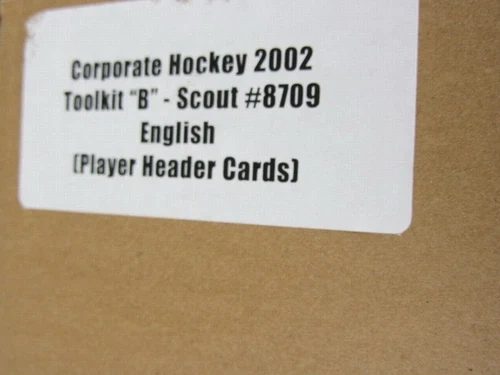 Corporate Hockey 2002
Toolkit "B" - Scout #8709
English
(Player Header Cards)